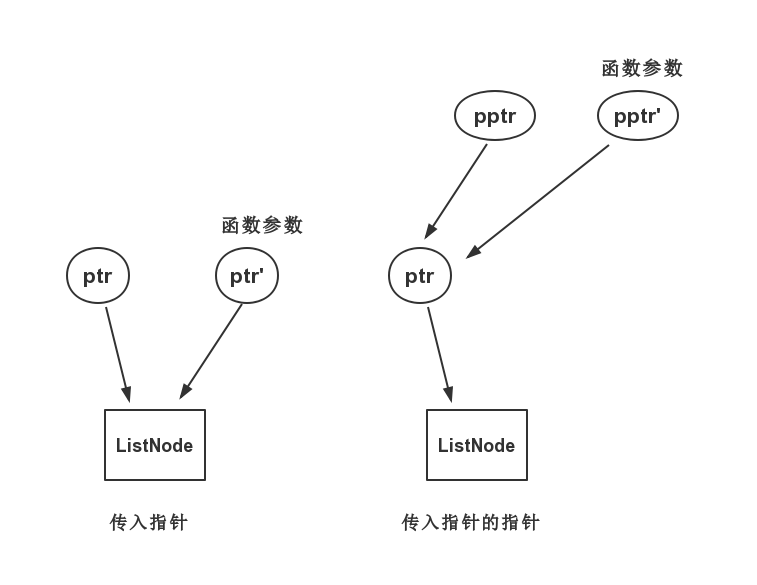 函数参数
pptr
pptr'
函数参数
ptr
ptr'
ptr
ListNode
ListNode
传入指针
传入指针的指针